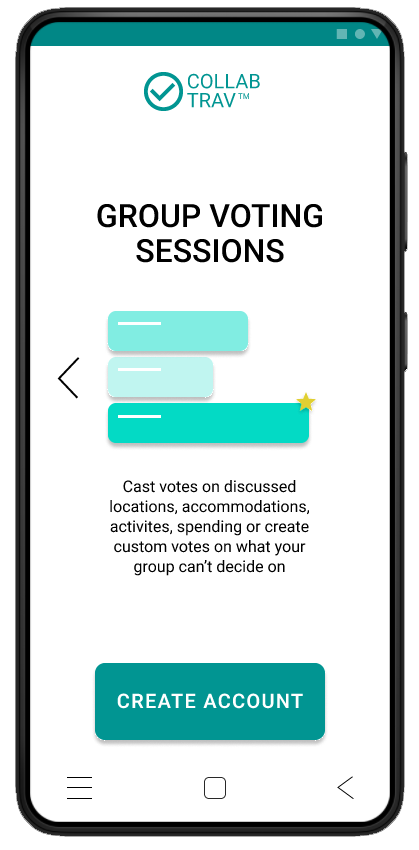 COLLAB
TRAV™
GROUP VOTING
SESSIONS
Cast votes on discussed
locations, accommodations,
activites, spending or create
custom votes on what your
group can't decide on
CREATE ACCOUNT